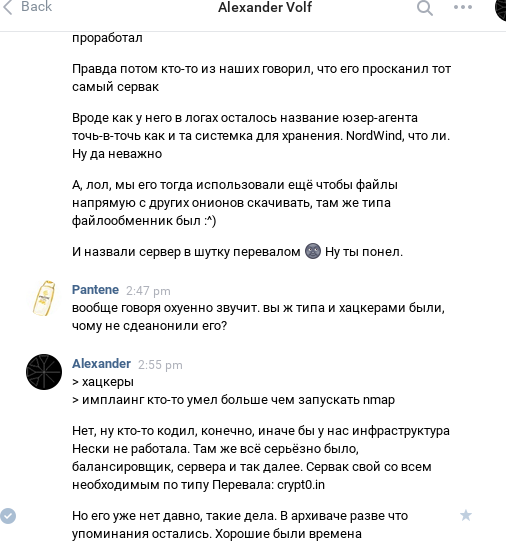 Back
Alexander Volf
проработал
Правда потом кто-то из наших говорил, что его просканил тот
самый сервак
Вроде как у него в логах осталось название юзер-агента
точь-в-точь как и та системка для хранения. NordWind, что ли.
Ну да неважно
А, лол, мы его тогда использовали ещё чтобы файлы
напрямую с других онионов скачивать, там же типа
файлообменник был :^)
И назвали сервер в шутку перевалом 🌚 Ну ты понел.
Pantene 2:47 pm
вообще говоря охуенно звучит. вы ж типа и хацкерами были,
чому не сдеанонили его?
Alexander 2:55 pm
> хацкеры
> имплаинг кто-то умел больше чем запускать nmap
Нет, ну кто-то кодил, конечно, иначе бы у нас инфраструктура
Нески не работала. Там же всё серьёзно было,
балансировщик, сервера и так далее. Сервак свой со всем
необходимым по типу Перевала: crypt0.in
Но его уже нет давно, такие дела. В архиваче разве что
упоминания остались. Хорошие были времена